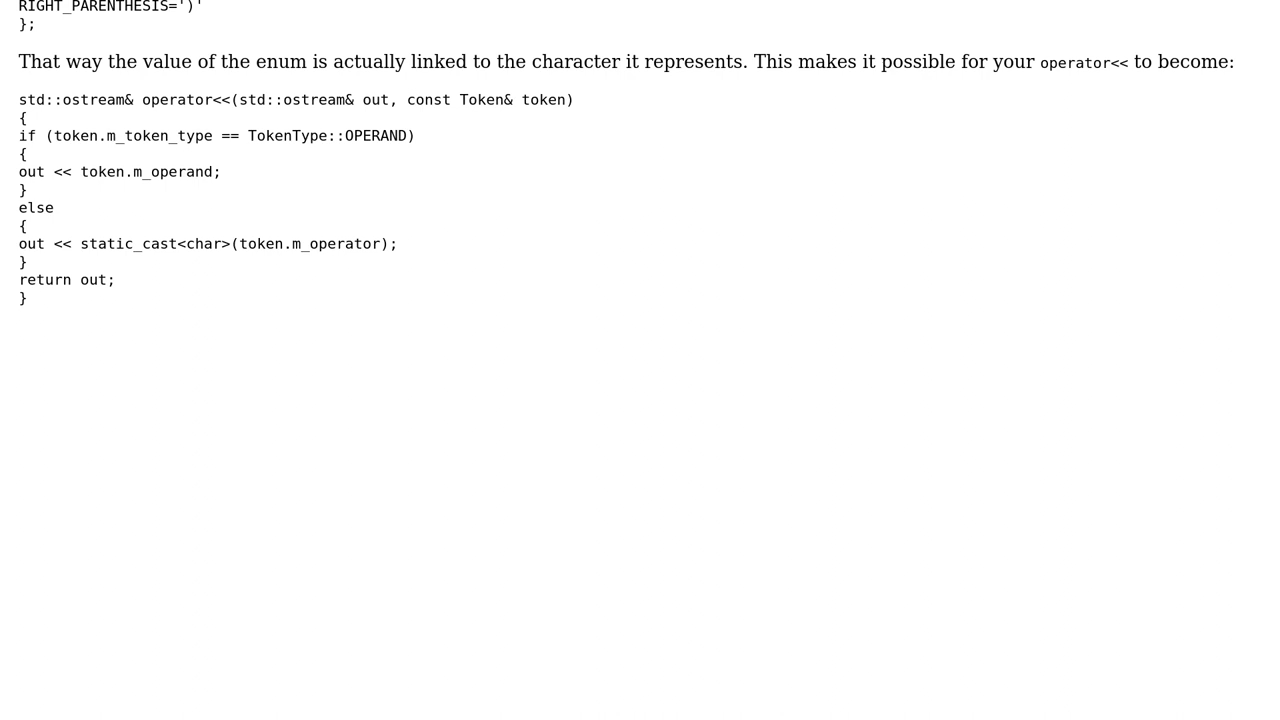 RIGHT_PARENTHESIS=')'
};
That way the value of the enum is actually linked to the character it represents. This makes it possible for your operator<< to become:
std::ostream& operator<<(std::ostream& out, const Token& token)
{
if (token.m_token_type == TokenType::OPERAND)
{
out << token.m_operand;
}
else
{
out << static_cast<char>(token.m_operator);
}
return out;
}